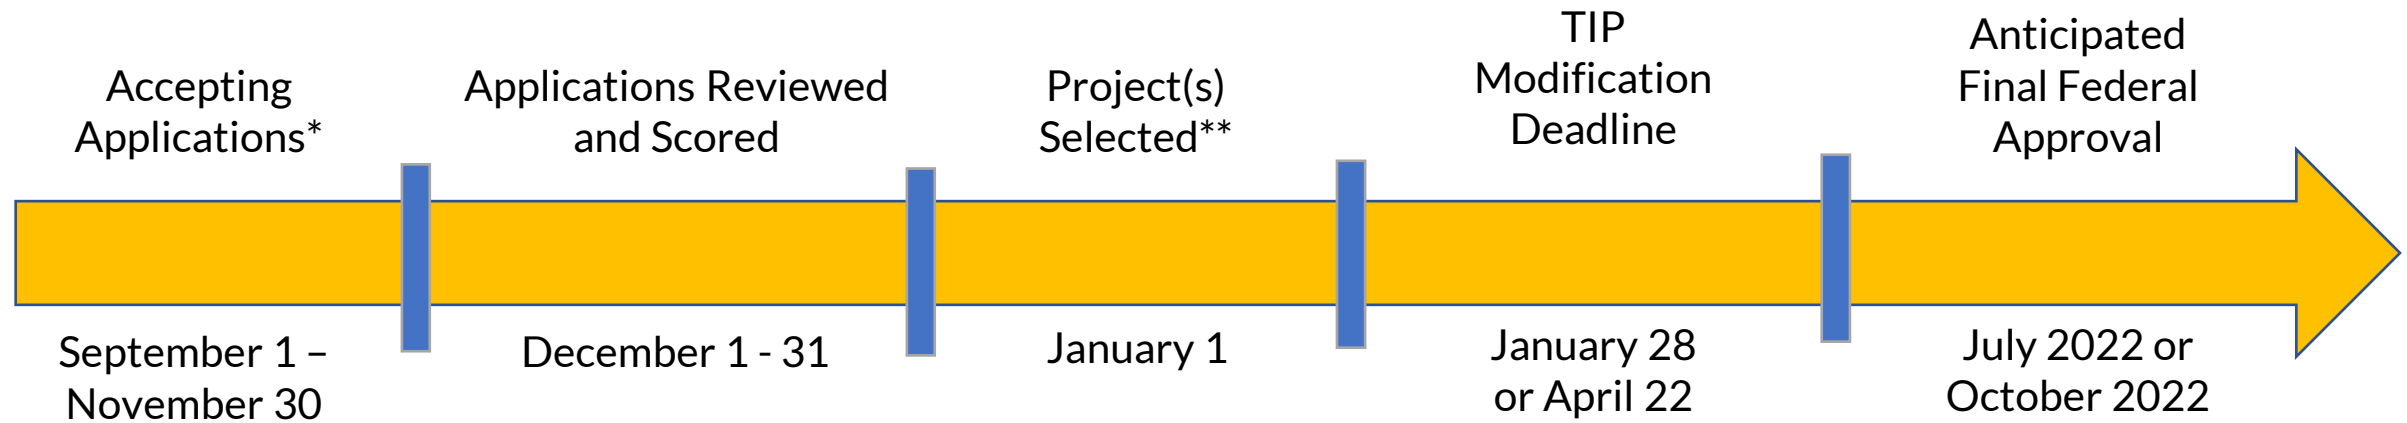 Accepting
Applications*
Applications Reviewed
and Scored
Project(s)
Selected**
TIP
Modification
Deadline
Anticipated
Final Federal
Approval
September 1 –
November 30
December 1 - 31
January 1
January 28
or April 22
July 2022 or
October 2022